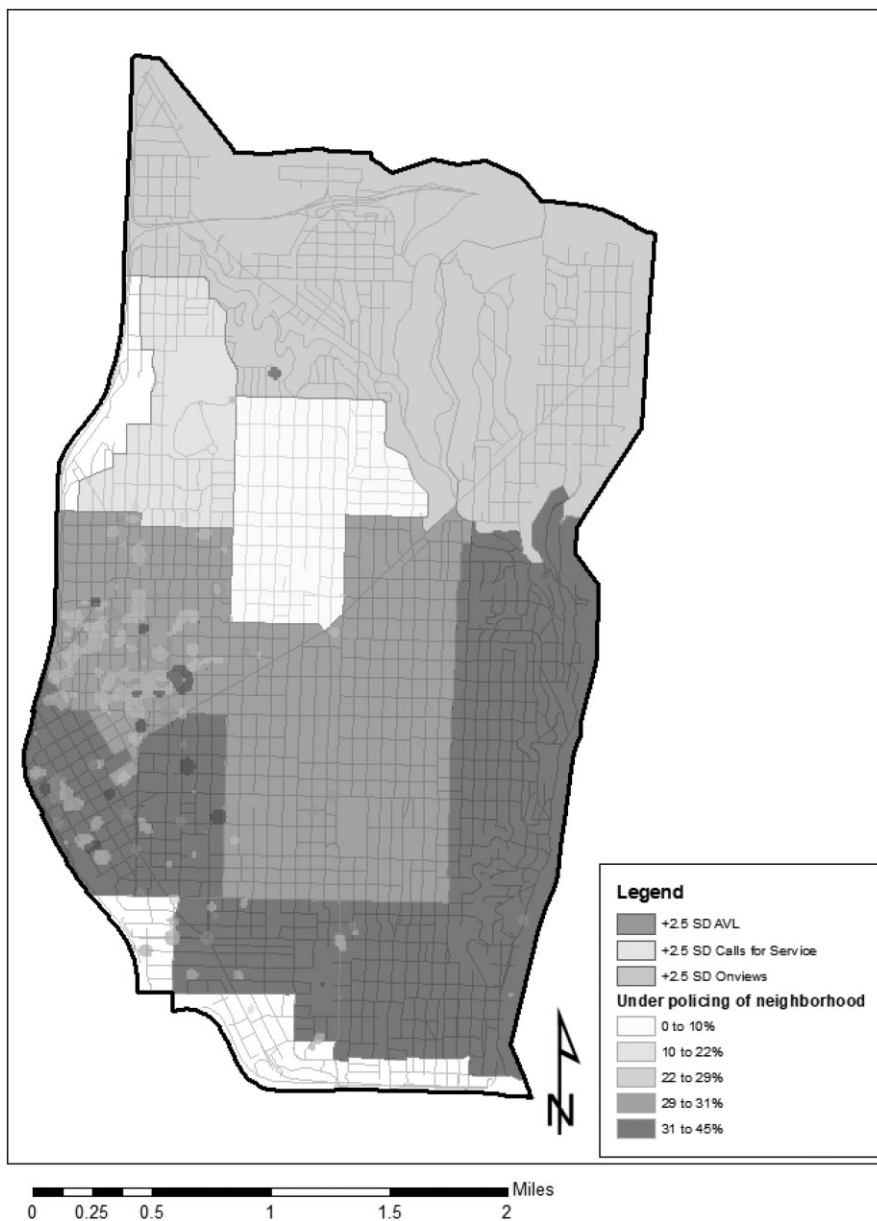 Legend
+2.5 SD AVL
+2.5 SD Calls for Service
+2.5 SD Onviews
Under policing of neighborhood
0 to 10%
10 to 22%
22 to 29%
29 to 31%
31 to 45%
N
Miles
0 0.25 0.5 1 1.5 2